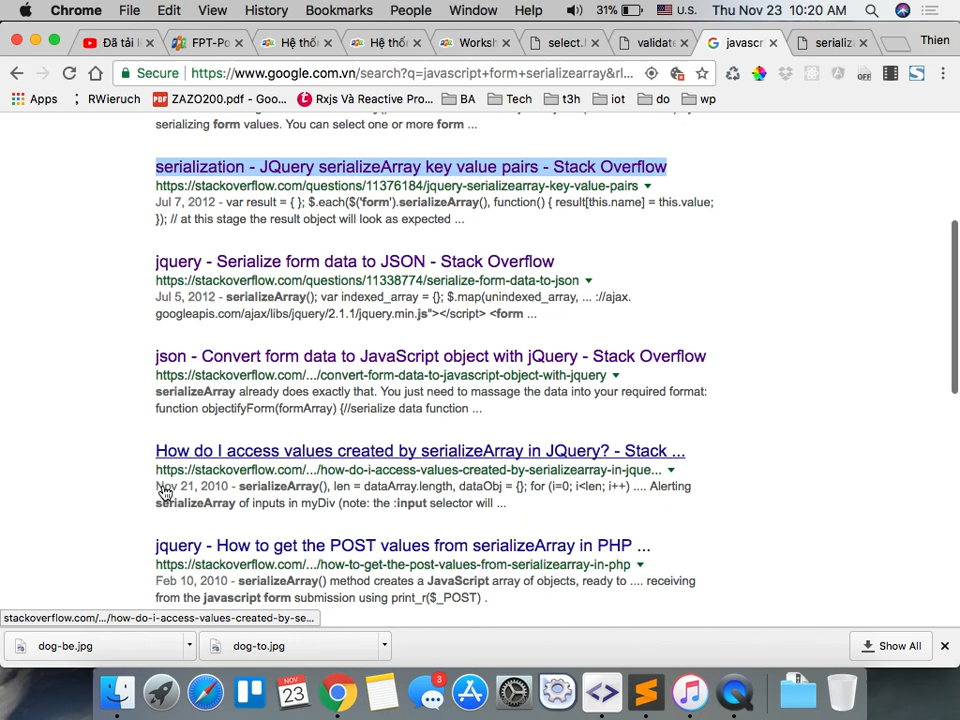 Chrome File Edit View History Bookmarks People Window Help 31% U.S. Thu Nov 23 10:20 AM
Đã tải l FPT-Po Hệ thố Hệ thố Worksh select. validate javascr serializ Thien
Secure https://www.google.com.vn/search?q=javascript+form+serializearray&rl...
Apps RWieruch ZAZO200.pdf - Goo... Rxjs Và Reactive Pro... BA Tech t3h iot do wp
serializing form values. You can select one or more form ...
serialization - JQuery serializeArray key value pairs - Stack Overflow
https://stackoverflow.com/questions/11376184/jquery-serializearray-key-value-pairs
Jul 7, 2012 - var result = { }; $.each($('form').serializeArray(), function() { result[this.name] = this.value;
}); // at this stage the result object will look as expected ...
jquery - Serialize form data to JSON - Stack Overflow
https://stackoverflow.com/questions/11338774/serialize-form-data-to-json
Jul 5, 2012 - serializeArray(); var indexed_array = {}; $.map(unindexed_array, ... ://ajax.
googleapis.com/ajax/libs/jquery/2.1.1/jquery.min.js"></script> <form ...
json - Convert form data to JavaScript object with jQuery - Stack Overflow
https://stackoverflow.com/.../convert-form-data-to-javascript-object-with-jquery
serializeArray already does exactly that. You just need to massage the data into your required format:
function objectifyForm(formArray) {//serialize data function ...
How do I access values created by serializeArray in JQuery? - Stack ...
https://stackoverflow.com/.../how-do-i-access-values-created-by-serializearray-in-jque...
Nov 21, 2010 - serializeArray(), len = dataArray.length, dataObj = {}; for (i=0; i<len; i++) .... Alerting
serializeArray of inputs in myDiv (note: the :input selector will ...
jquery - How to get the POST values from serializeArray in PHP ...
https://stackoverflow.com/.../how-to-get-the-post-values-from-serializearray-in-php
Feb 10, 2010 - serializeArray() method creates a JavaScript array of objects, ready to .... receiving
from the javascript form submission using print_r($_POST) .
stackoverflow.com/.../how-do-i-access-values-created-by-se...
dog-be.jpg dog-to.jpg Show All
NOV
23
3